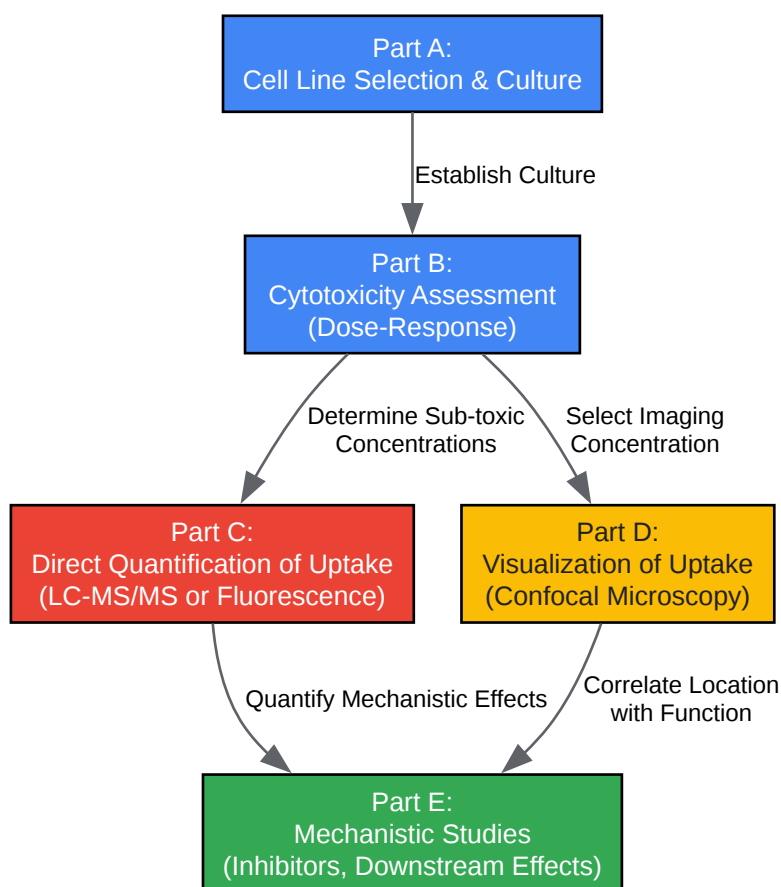 Part A:
Cell Line Selection & Culture
Establish Culture
Part B:
Cytotoxicity Assessment
(Dose-Response)
Determine Sub-toxic
Concentrations
Select Imaging
Concentration
Part C:
Direct Quantification of Uptake
(LC-MS/MS or Fluorescence)
Part D:
Visualization of Uptake
(Confocal Microscopy)
Quantify Mechanistic Effects
Correlate Location
with Function
Part E:
Mechanistic Studies
(Inhibitors, Downstream Effects)